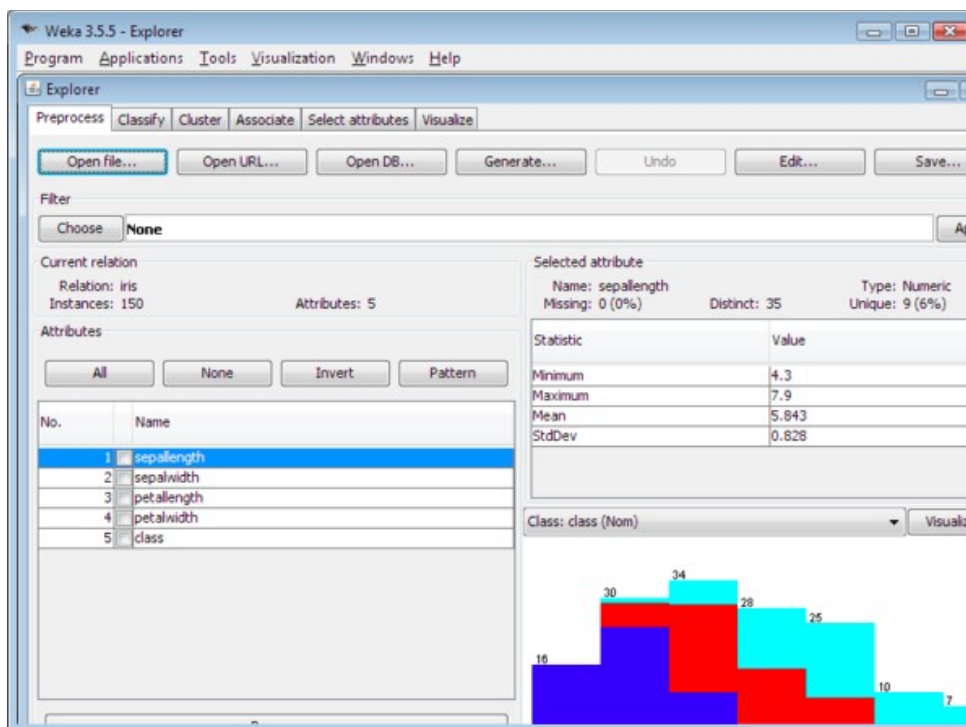 Weka 3.5.5 - Explorer
Program Applications Tools Visualization Windows Help
Explorer
Preprocess Classify Cluster Associate Select attributes Visualize
Open file... Open URL... Open DB... Generate... Undo Edit... Save...
Filter
Choose None
Current relation
Relation: iris
Instances: 150 Attributes: 5
Attributes
All None Invert Pattern
No. Name
1 sepallength
2 sepalwidth
3 petallength
4 petalwidth
5 class
Selected attribute
Name: sepallength Type: Numeric
Missing: 0 (0%) Distinct: 35 Unique: 9 (6%)
Statistic Value
Minimum 4.3
Maximum 7.9
Mean 5.843
StdDev 0.828
Class: class (Nom)
16 30 34 28 25 10 7